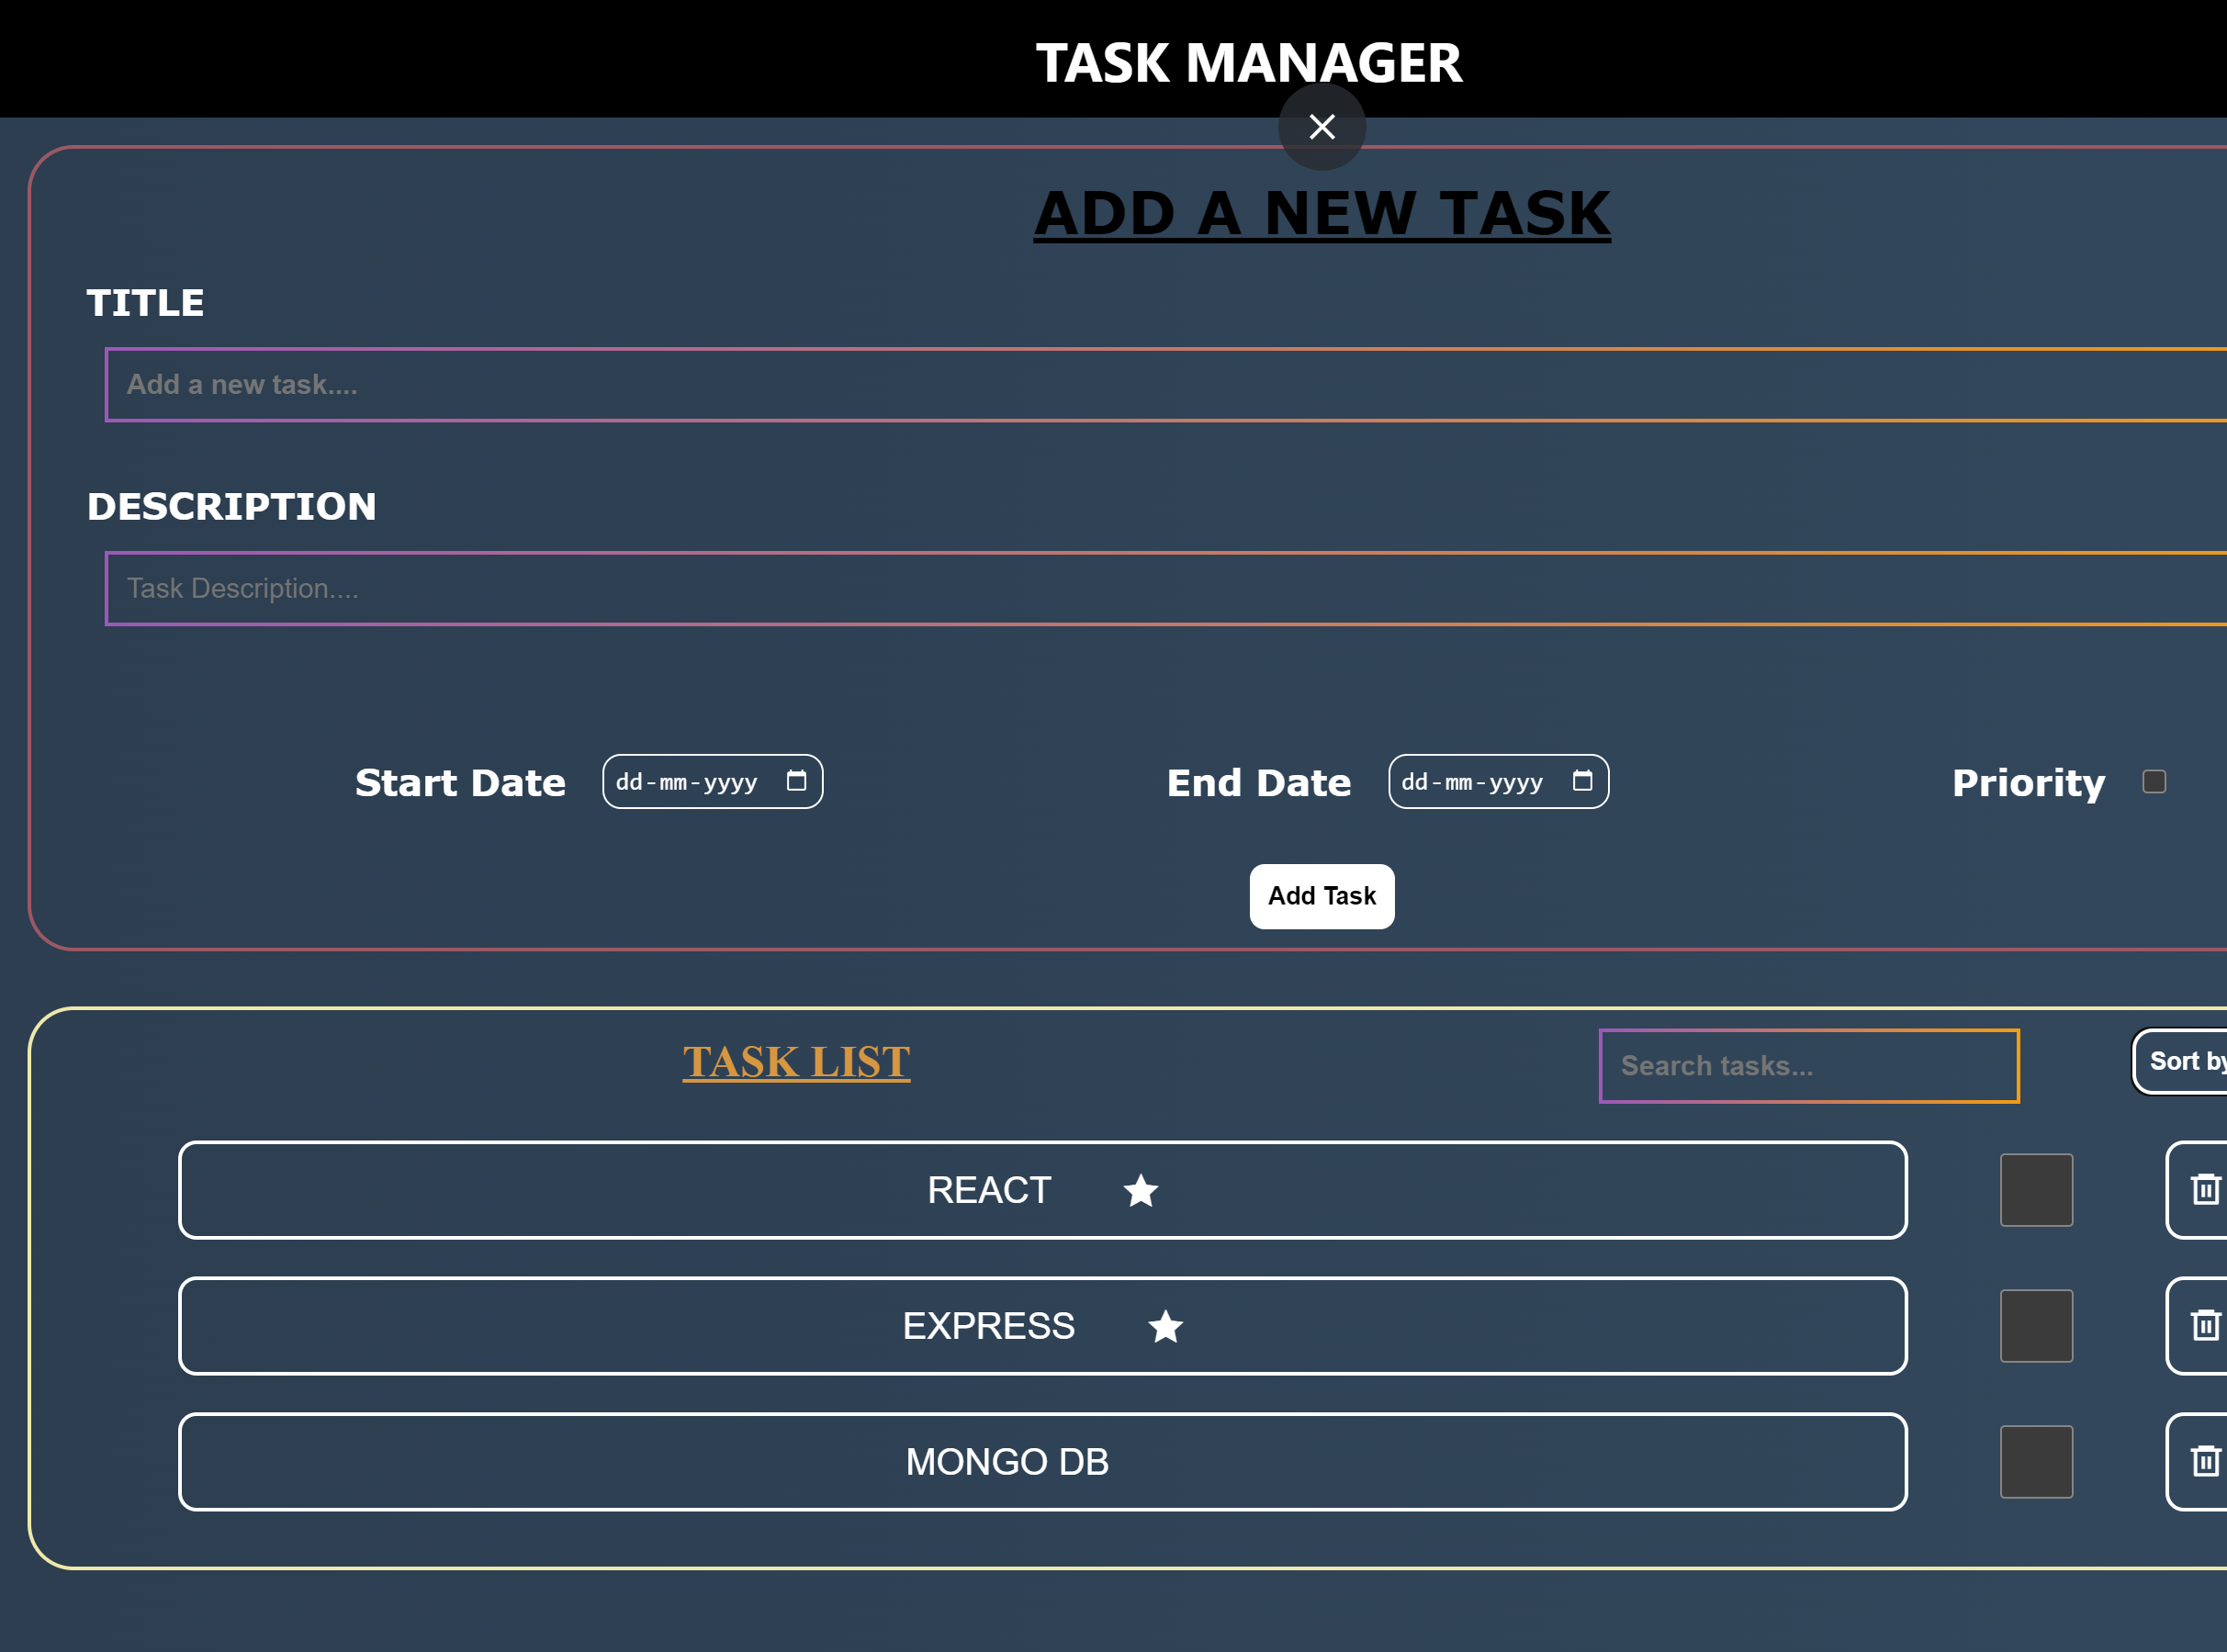 TASK MANAGER
ADD A NEW TASK
TITLE
Add a new task....
DESCRIPTION
Task Description....
Start Date dd-mm-yyyy End Date dd-mm-yyyy Priority
Add Task
TASK LIST Search tasks... Sort by
REACT
EXPRESS
MONGO DB